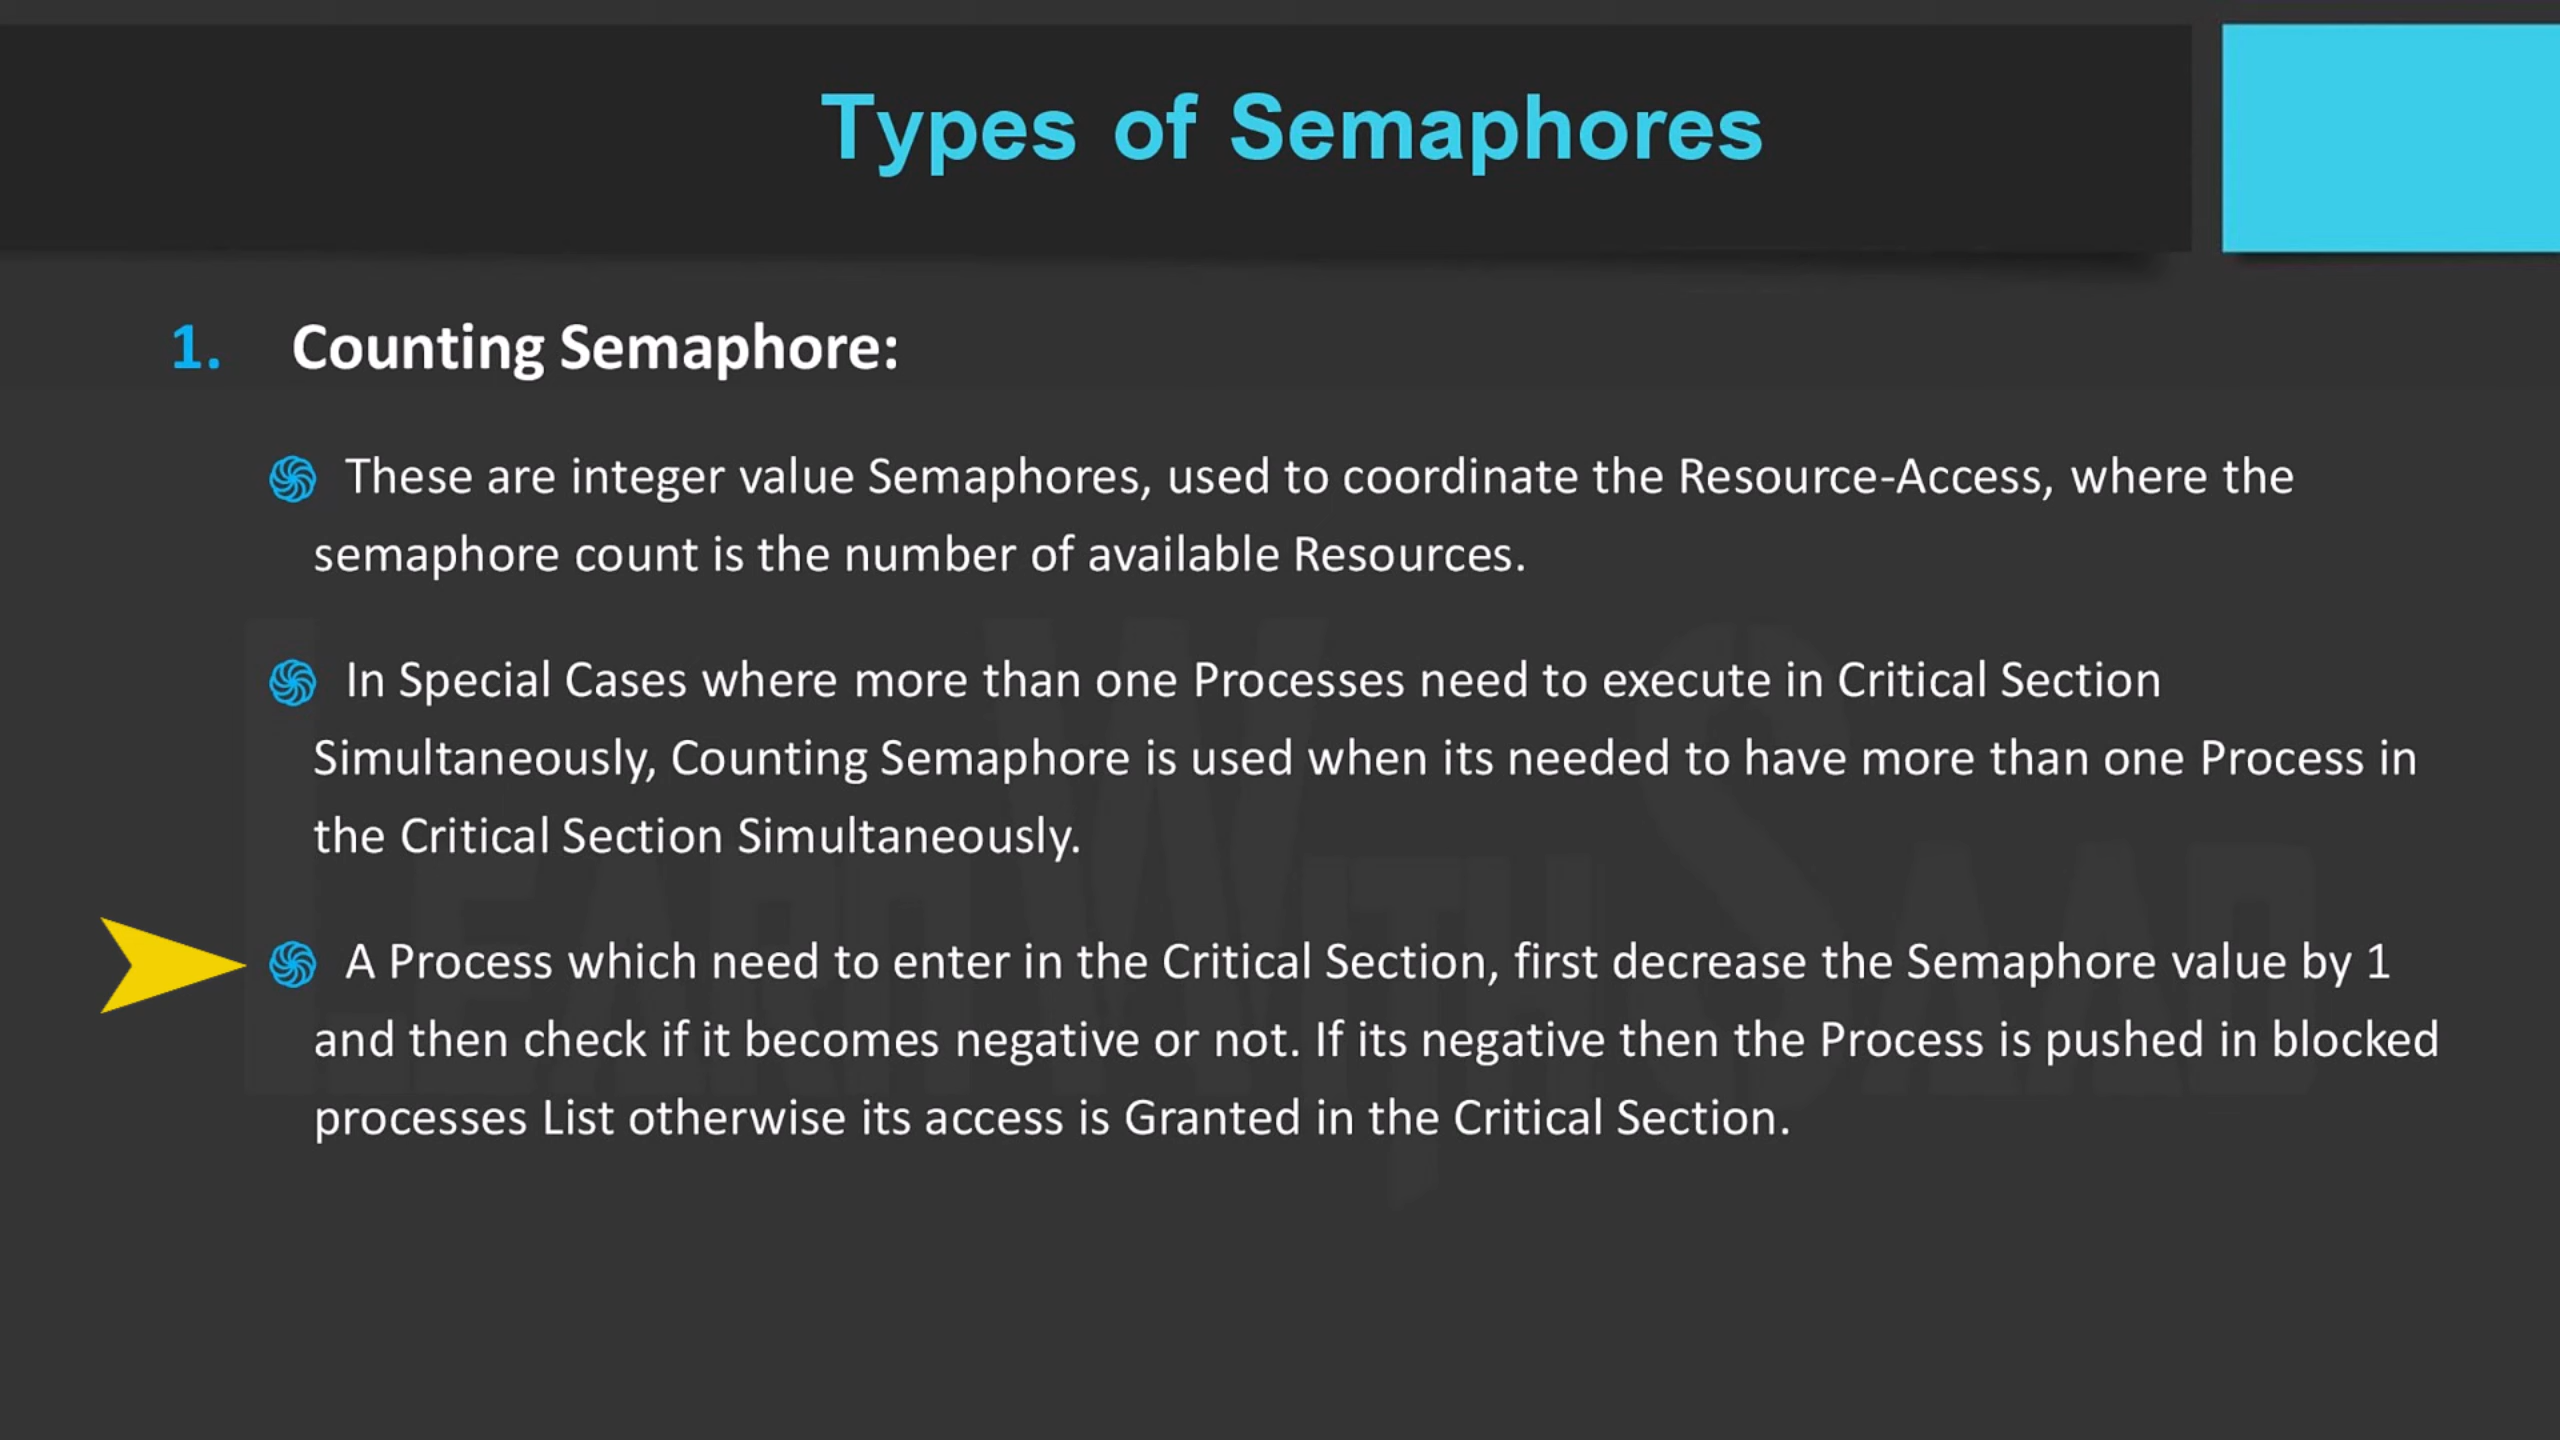 Types of Semaphores
1. Counting Semaphore:
These are integer value Semaphores, used to coordinate the Resource-Access, where the
semaphore count is the number of available Resources.
In Special Cases where more than one Processes need to execute in Critical Section
Simultaneously, Counting Semaphore is used when its needed to have more than one Process in
the Critical Section Simultaneously.
A Process which need to enter in the Critical Section, first decrease the Semaphore value by 1
and then check if it becomes negative or not. If its negative then the Process is pushed in blocked
processes List otherwise its access is Granted in the Critical Section.
Learn With Saad